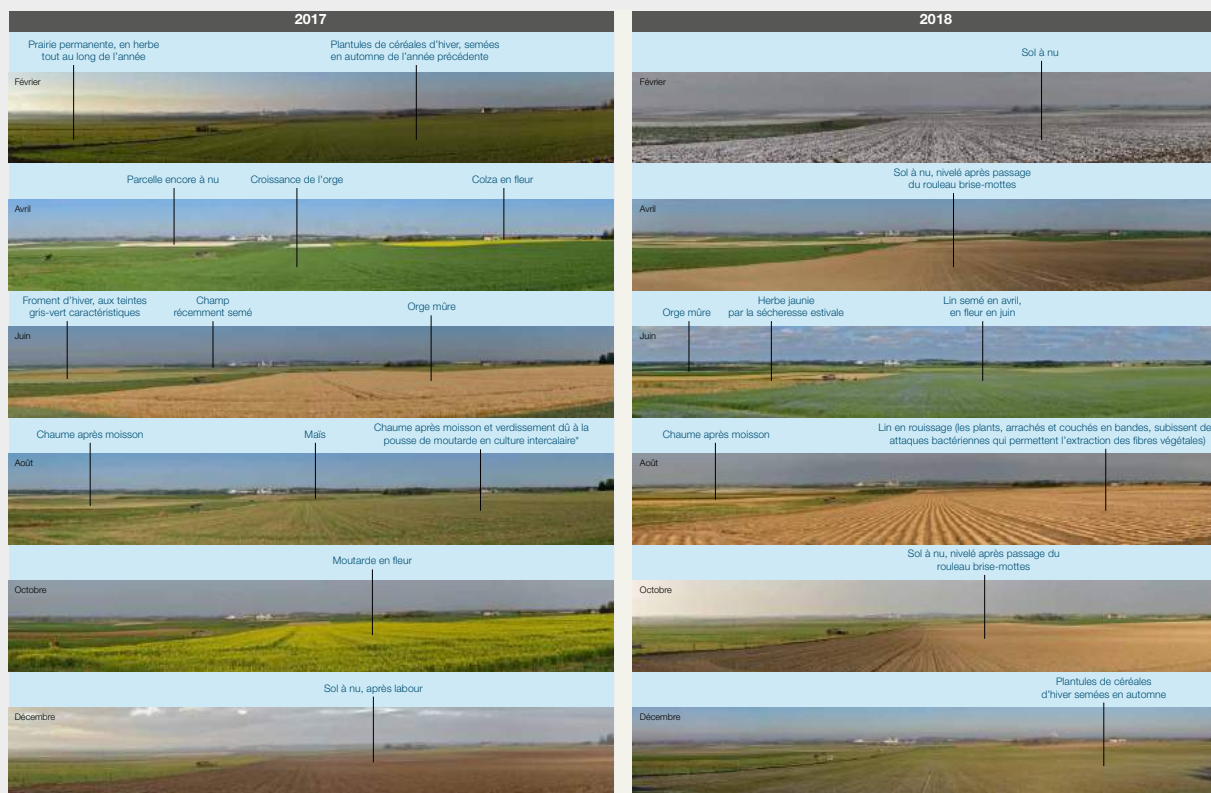 2017
Prairie permanente, en herbe
tout au long de l'année
Plantules de céréales d'hiver, semées
en automne de l'année précédente
Février
Parcelle encore à nu
Croissance de l'orge
Colza en fleur
Avril
Froment d'hiver, aux teintes
gris-vert caractéristiques
Champ
récemment semé
Orge mûre
Juin
Chaume après moisson
Maïs
Chaume après moisson et verdissement dû à la
pousse de moutarde en culture intercalaire*
Août
Moutarde en fleur
Octobre
Sol à nu, après labour
Décembre
2018
Sol à nu
Février
Sol à nu, nivelé après passage
du rouleau brise-mottes
Avril
Orge mûre
Herbe jaunie
par la sécheresse estivale
Lin semé en avril,
en fleur en juin
Juin
Chaume après moisson
Lin en rouissage (les plants, arrachés et couchés en bandes, subissent de
attaques bactériennes qui permettent l'extraction des fibres végétales)
Août
Sol à nu, nivelé après passage du
rouleau brise-mottes
Octobre
Plantules de céréales
d'hiver semées en automne
Décembre